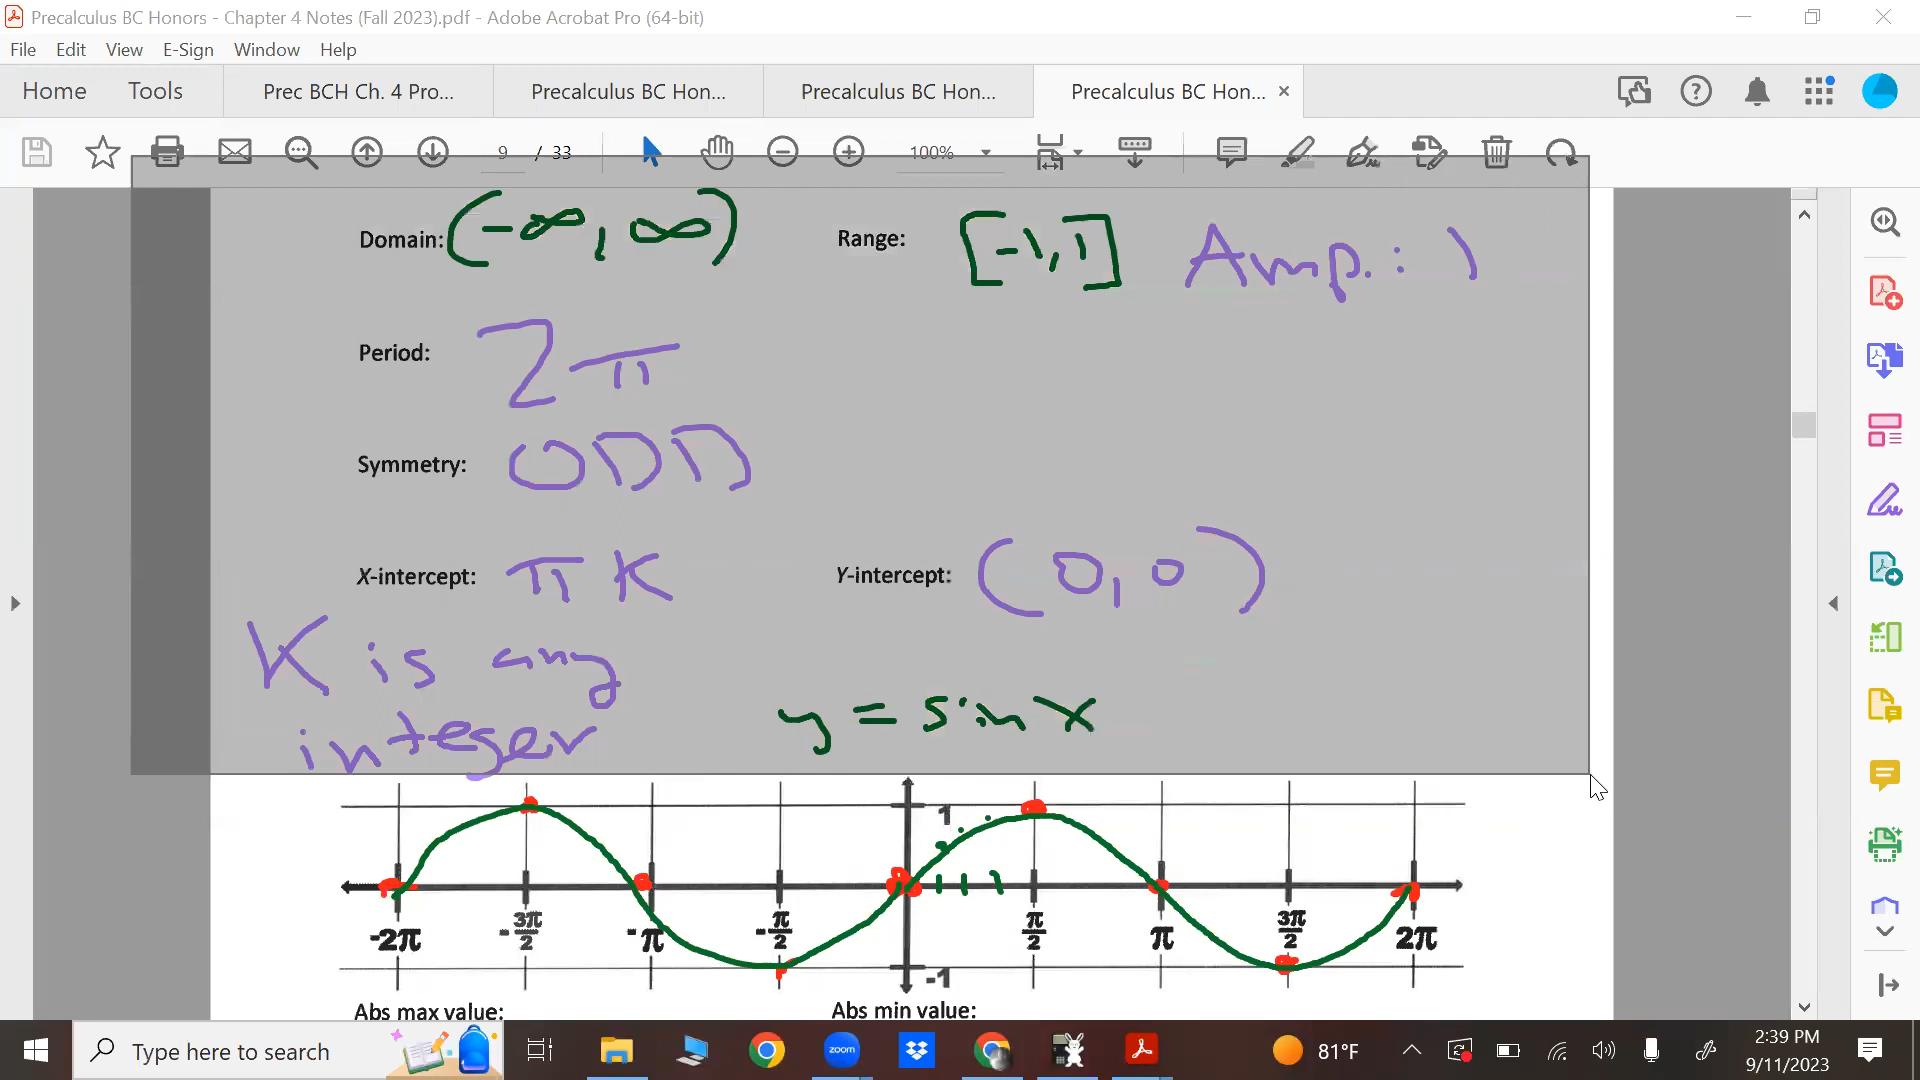 Precalculus BC Honors - Chapter 4 Notes (Fall 2023).pdf - Adobe Acrobat Pro (64-bit)
File Edit View E-Sign Window Help
Home Tools Prec BCH Ch. 4 Pro... Precalculus BC Hon... Precalculus BC Hon... Precalculus BC Hon... ×
9 / 33 100%
Domain: (-∞, ∞) Range: [-1, 1] Amp.: 1
Period: 2π
Symmetry: ODD
X-intercept: πK Y-intercept: (0, 0)
K is any
integer
y = sin x
1
-2π -3π/2 -π -π/2 π/2 π 3π/2 2π
-1
Abs max value: Abs min value:
Type here to search zoom 81°F 2:39 PM
9/11/2023